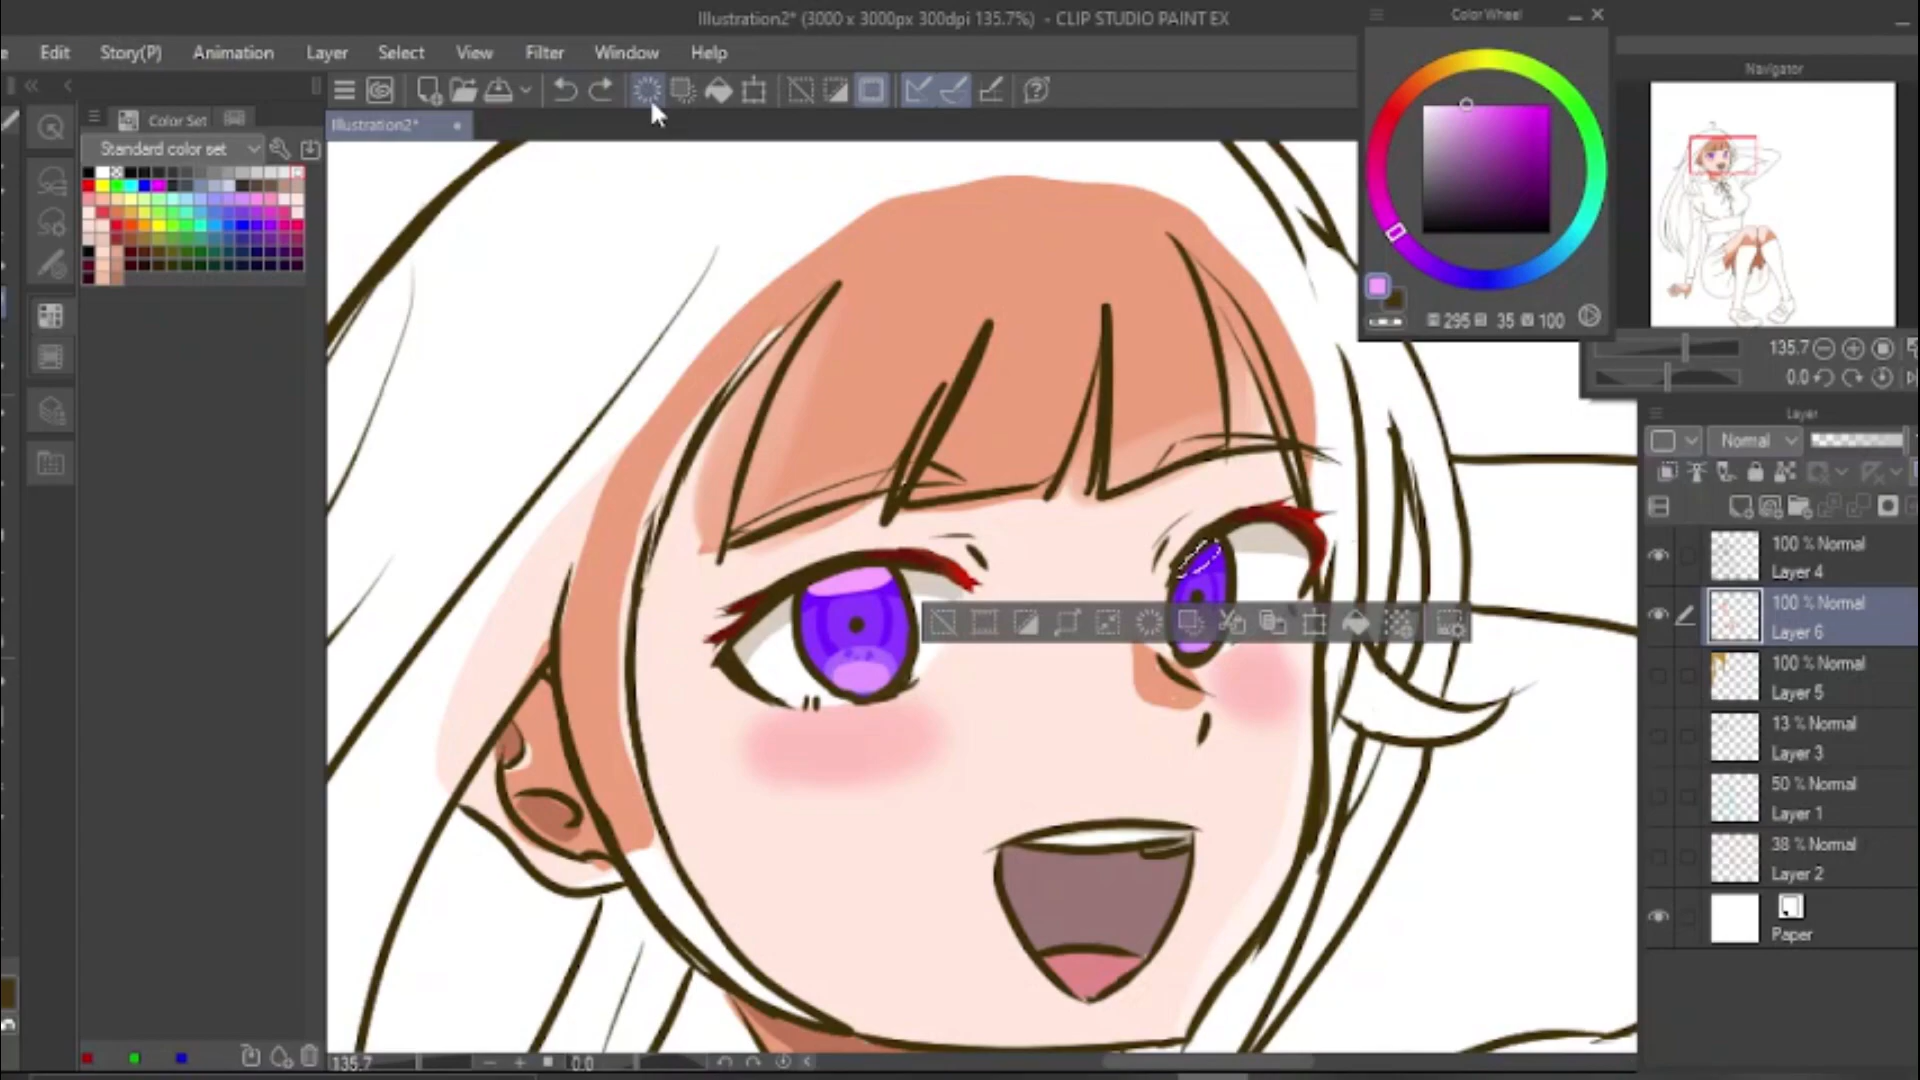 Illustration2* (3000 x 3000px 300dpi 135.7%) - CLIP STUDIO PAINT EX
Edit Story(P) Animation Layer Select View Filter Window Help
Color Wheel
Navigator
Color Set
Illustration2*
Standard color set
295 35 100
135.7
0.0
Layer
Normal
100 % Normal
Layer 4
100 % Normal
Layer 6
100 % Normal
Layer 5
13 % Normal
Layer 3
50 % Normal
Layer 1
38 % Normal
Layer 2
Paper
135.7
0.0